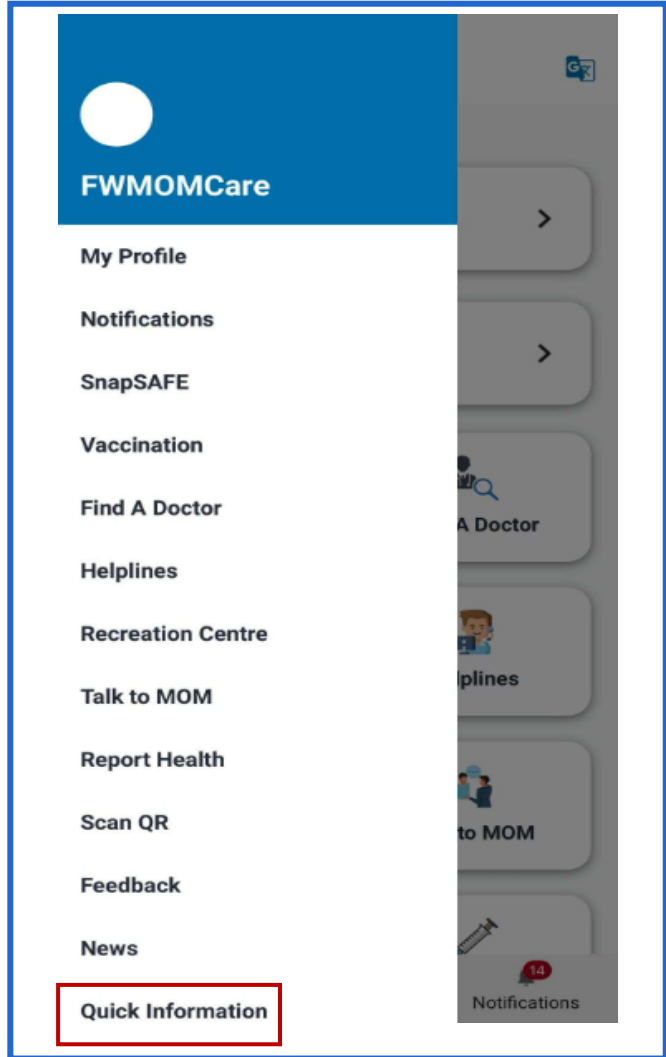 FWMOMCare
My Profile
Notifications
SnapSAFE
Vaccination
Find A Doctor
Helplines
Recreation Centre
Talk to MOM
Report Health
Scan QR
Feedback
News
Quick Information
A Doctor
lplines
to MOM
14
Notifications